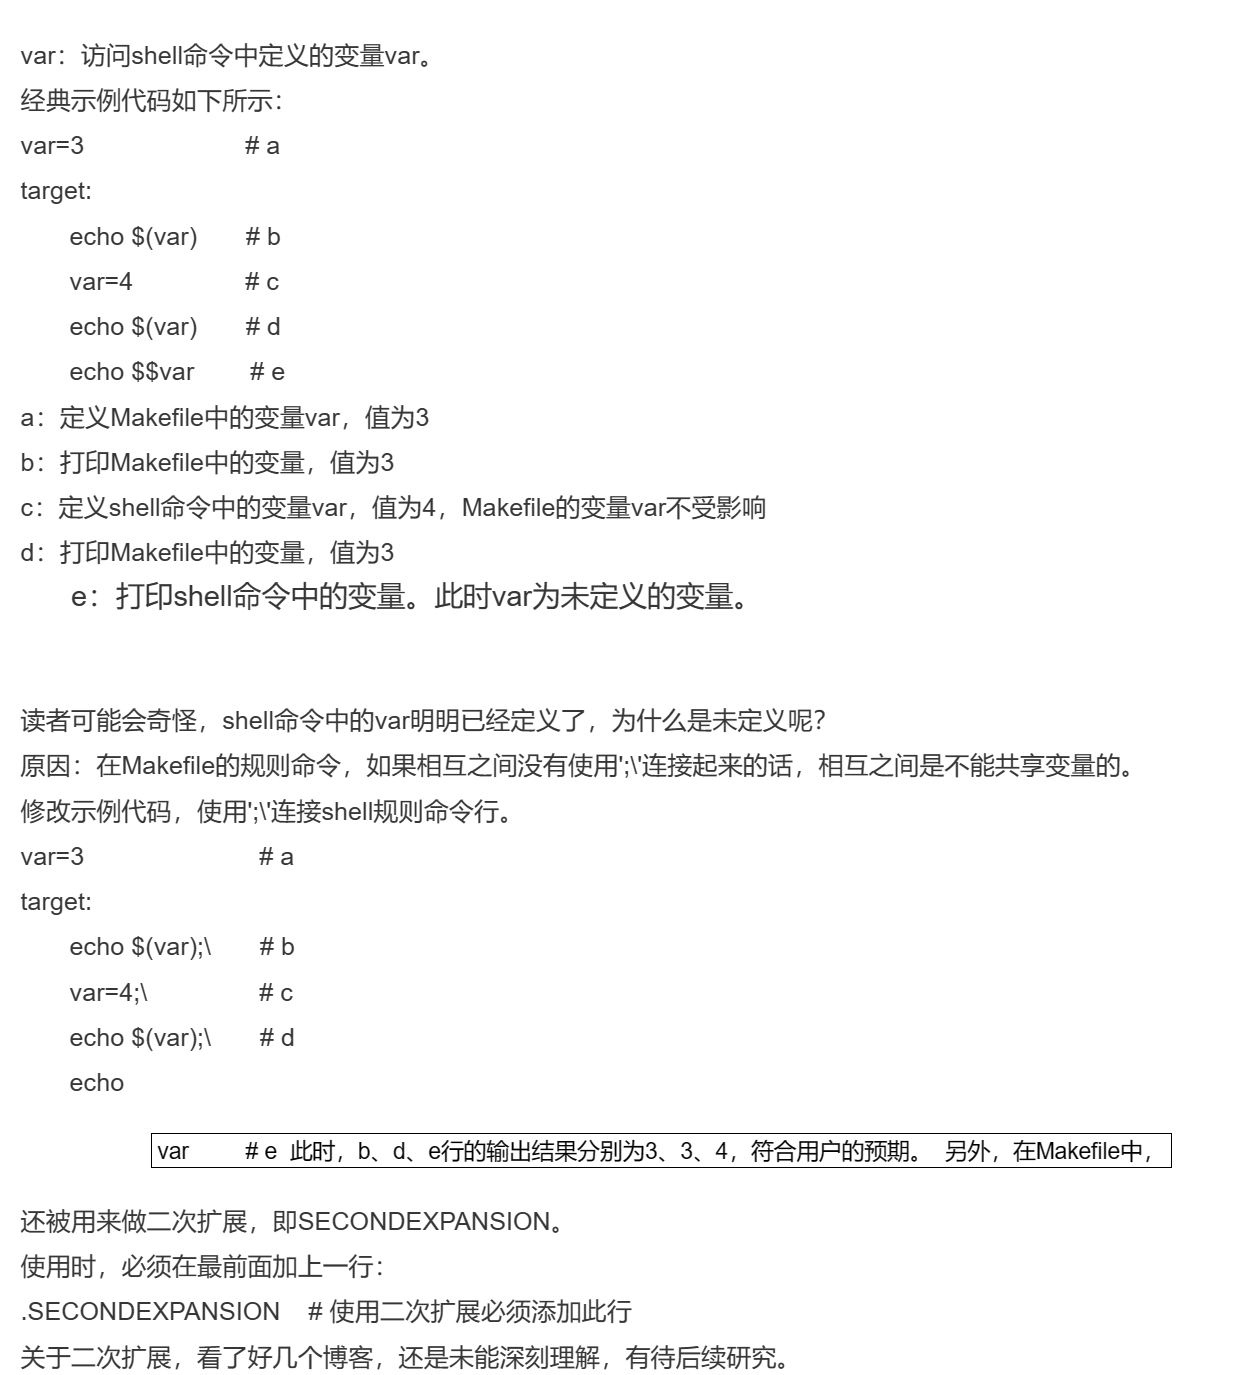 var：访问shell命令中定义的变量var。
经典示例代码如下所示：
var=3 # a
target:
echo $(var) # b
var=4 # c
echo $(var) # d
echo $$var # e
a：定义Makefile中的变量var，值为3
b：打印Makefile中的变量，值为3
c：定义shell命令中的变量var，值为4，Makefile的变量var不受影响
d：打印Makefile中的变量，值为3
e：打印shell命令中的变量。此时var为未定义的变量。
读者可能会奇怪，shell命令中的var明明已经定义了，为什么是未定义呢？
原因：在Makefile的规则命令，如果相互之间没有使用';\'连接起来的话，相互之间是不能共享变量的。
修改示例代码，使用';\'连接shell规则命令行。
var=3 # a
target:
echo $(var);\ # b
var=4;\ # c
echo $(var);\ # d
echo
var # e 此时，b、d、e行的输出结果分别为3、3、4，符合用户的预期。 另外，在Makefile中，
还被用来做二次扩展，即SECONDEXPANSION。
使用时，必须在最前面加上一行：
.SECONDEXPANSION # 使用二次扩展必须添加此行
关于二次扩展，看了好几个博客，还是未能深刻理解，有待后续研究。